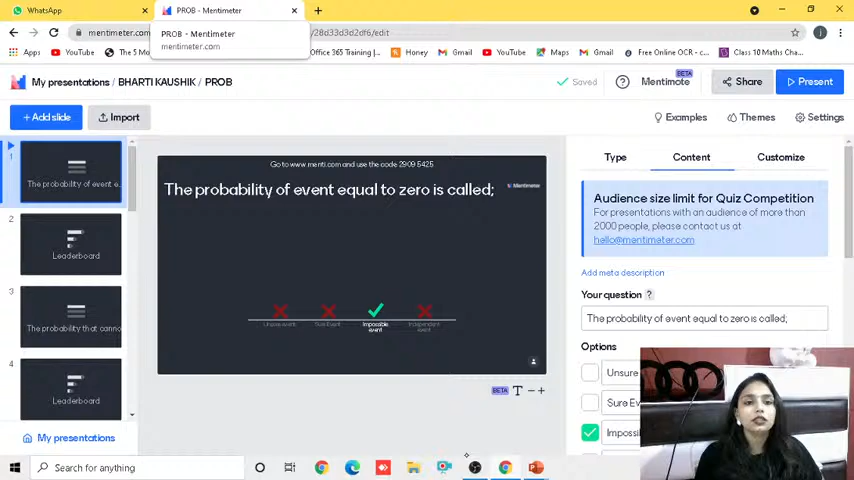 WhatsApp
PROB - Mentimeter
mentimeter.com
/28d33d3d2df6/edit
PROB - Mentimeter
mentimeter.com
Apps
YouTube
The 5 Mo
Office 365 Training |
Honey
Gmail
YouTube
Maps
Gmail
Free Online OCR - c...
Class 10 Maths Cha...
My presentations / BHARTI KAUSHIK / PROB
Saved
?
Mentimote
BETA
Share
Present
+ Add slide
Import
Examples
Themes
Settings
1
The probability of event e...
2
Leaderboard
3
The probability that canno
4
Leaderboard
My presentations
Go to www.menti.com and use the code 2909 5425
The probability of event equal to zero is called;
Mentimeter
Unsure event
Sure Event
Impossible
event
Independent
event
BETA
T
Type
Content
Customize
Audience size limit for Quiz Competition
For presentations with an audience of more than
2000 people, please contact us at
hello@mentimeter.com
Add meta description
Your question ?
The probability of event equal to zero is called;
Options
Unsure
Sure Ev
Impossi
Search for anything